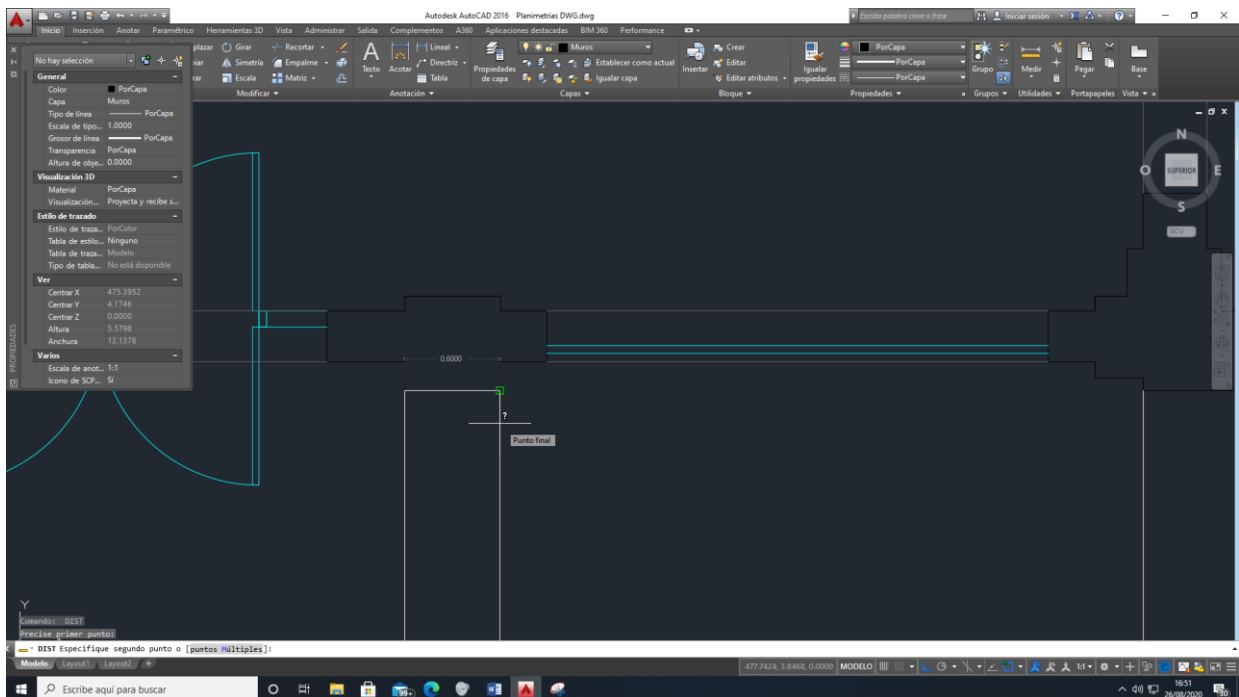 Autodesk AutoCAD 2016 Planimetrias DWG.dwg
Escriba palabra clave o frase
Iniciar sesión
Inicio Inserción Anotar Paramétrico Herramientas 3D Vista Administrar Salida Complementos A360 Aplicaciones destacadas BIM 360 Performance
plazar Girar Recortar
Simetría Empalme
Escala Matriz
Modificar
Texto Acotar
Lineal
Directriz
Tabla
Anotación
Propiedades de capa
Muros
Establecer como actual
Igualar capa
Capas
Insertar
Crear
Editar
Editar atributos
Bloque
Igualar propiedades
PorCapa
PorCapa
PorCapa
Propiedades
Grupo
Grupos
Medir
Utilidades
Pegar
Portapapeles
Base
Vista
No hay selección
General
Color PorCapa
Capa Muros
Tipo de línea PorCapa
Escala de tipo... 1.0000
Grosor de línea PorCapa
Transparencia PorCapa
Altura de obje... 0.0000
Visualización 3D
Material PorCapa
Visualización... Proyecta y recibe s...
Estilo de trazado
Estilo de traza... PorColor
Tabla de estilo... Ninguno
Tabla de traza... Modelo
Tipo de tabla... No está disponible
Ver
Centrar X 475.3952
Centrar Y 4.1746
Centrar Z 0.0000
Altura 5.5798
Anchura 12.1376
Varios
Escala de anot... 1:1
Icono de SCP... Sí
PROPIEDADES
N
O SUPERIOR E
S
SCU
0.6000
?
Punto final
Y
Comando: DIST
Precise primer punto:
DIST Especifique segundo punto o [puntos Múltiples]:
Modelo Layout1 Layout2 +
477.7424, 3.8468, 0.0000 MODELO
1:1
Escribe aquí para buscar
99+
16:51
26/08/2020